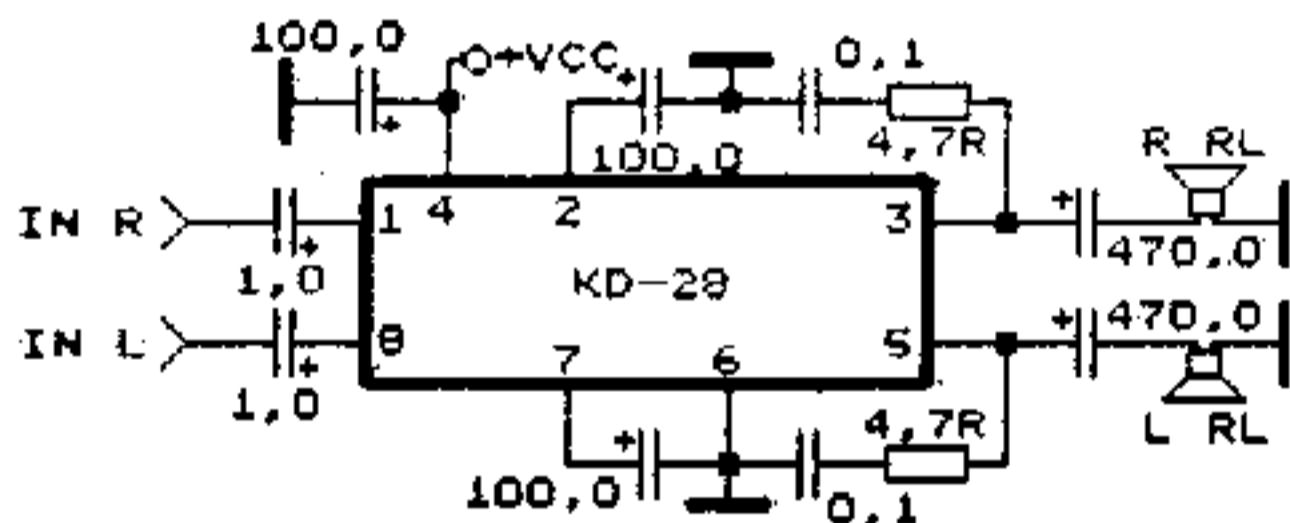 100,0
+VCC
+
0,1
+
100,0
4,7R
R RL
IN R
1 4 2 3
+
+
1,0
470,0
KD-28
IN L
8 7 6 5
+
+
470,0
1,0
+
4,7R
L RL
100,0
0,1